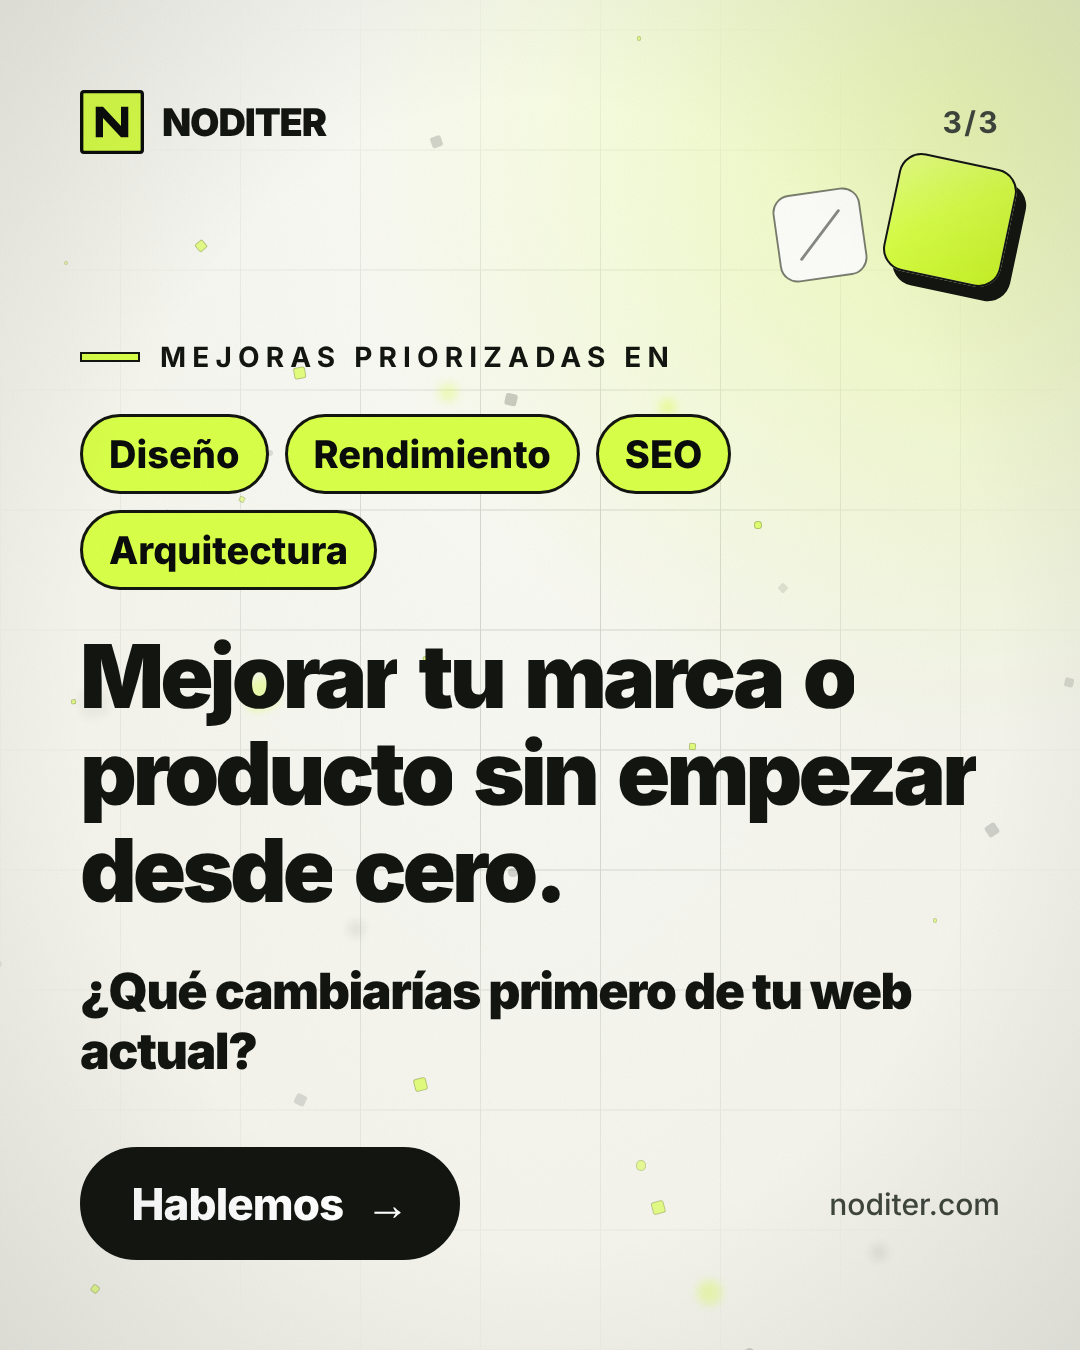 N NODITER
3/3
MEJORAS PRIORIZADAS EN
Diseño Rendimiento SEO
Arquitectura
Mejorar tu marca o
producto sin empezar
desde cero.
¿Qué cambiarías primero de tu web
actual?
Hablemos →
noditer.com